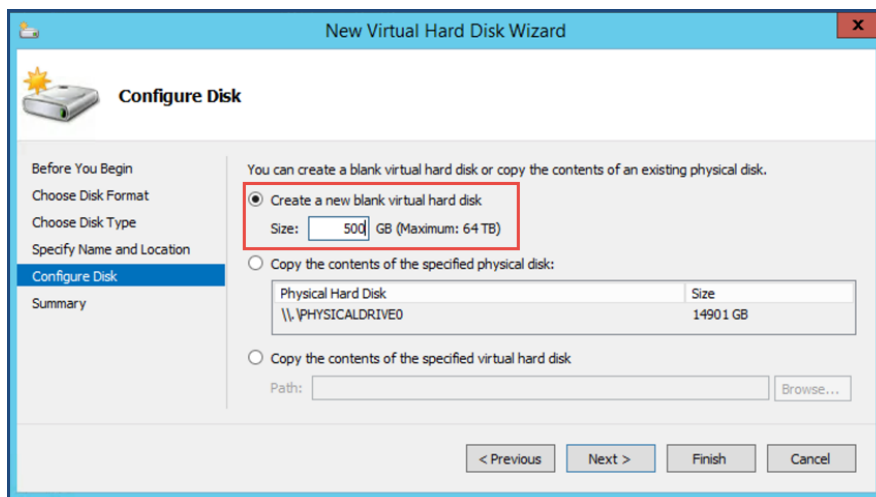 New Virtual Hard Disk Wizard
x
Configure Disk
Before You Begin
Choose Disk Format
Choose Disk Type
Specify Name and Location
Configure Disk
Summary
You can create a blank virtual hard disk or copy the contents of an existing physical disk.
Create a new blank virtual hard disk
Size: 500 GB (Maximum: 64 TB)
Copy the contents of the specified physical disk:
Physical Hard Disk Size
\\.\PHYSICALDRIVE0 14901 GB
Copy the contents of the specified virtual hard disk
Path: Browse...
< Previous Next > Finish Cancel